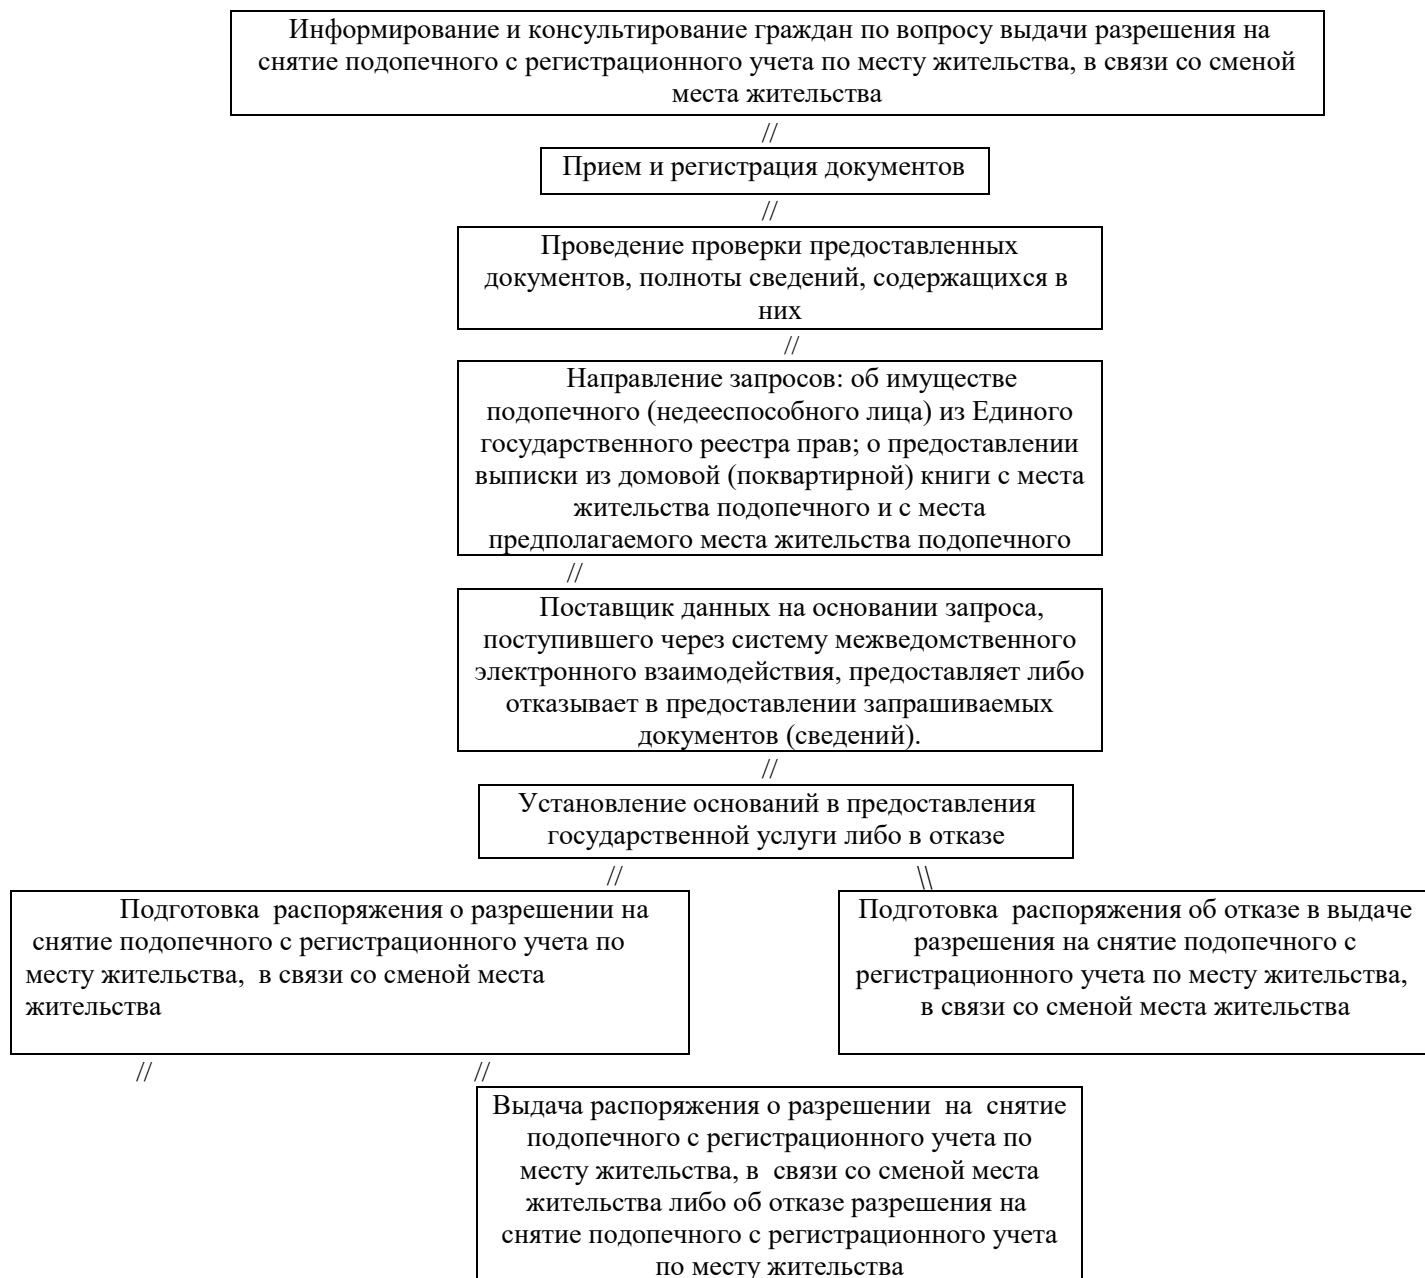 Информирование и консультирование граждан по вопросу выдачи разрешения на
снятие подопечного с регистрационного учета по месту жительства, в связи со сменой
места жительства
//
Прием и регистрация документов
//
Проведение проверки предоставленных
документов, полноты сведений, содержащихся в
них
//
Направление запросов: об имуществе
подопечного (недееспособного лица) из Единого
государственного реестра прав; о предоставлении
выписки из домовой (поквартирной) книги с места
жительства подопечного и с места
предполагаемого места жительства подопечного
//
Поставщик данных на основании запроса,
поступившего через систему межведомственного
электронного взаимодействия, предоставляет либо
отказывает в предоставлении запрашиваемых
документов (сведений).
//
Установление оснований в предоставления
государственной услуги либо в отказе
// \\
Подготовка распоряжения о разрешении на
снятие подопечного с регистрационного учета по
месту жительства, в связи со сменой места
жительства
Подготовка распоряжения об отказе в выдаче
разрешения на снятие подопечного с
регистрационного учета по месту жительства,
в связи со сменой места жительства
// //
Выдача распоряжения о разрешении на снятие
подопечного с регистрационного учета по
месту жительства, в связи со сменой места
жительства либо об отказе разрешения на
снятие подопечного с регистрационного учета
по месту жительства